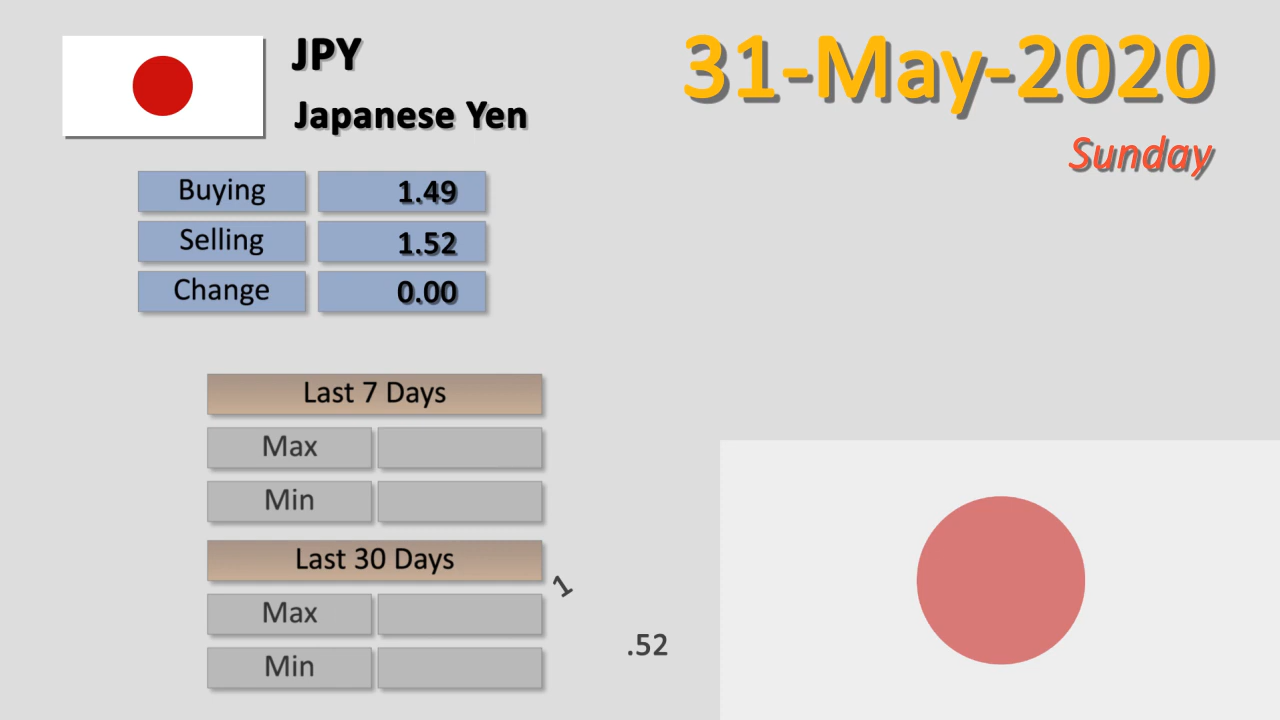 JPY
Japanese Yen
31-May-2020
Sunday
Buying 1.49
Selling 1.52
Change 0.00
Last 7 Days
Max
Min
Last 30 Days
Max
Min
1
.52